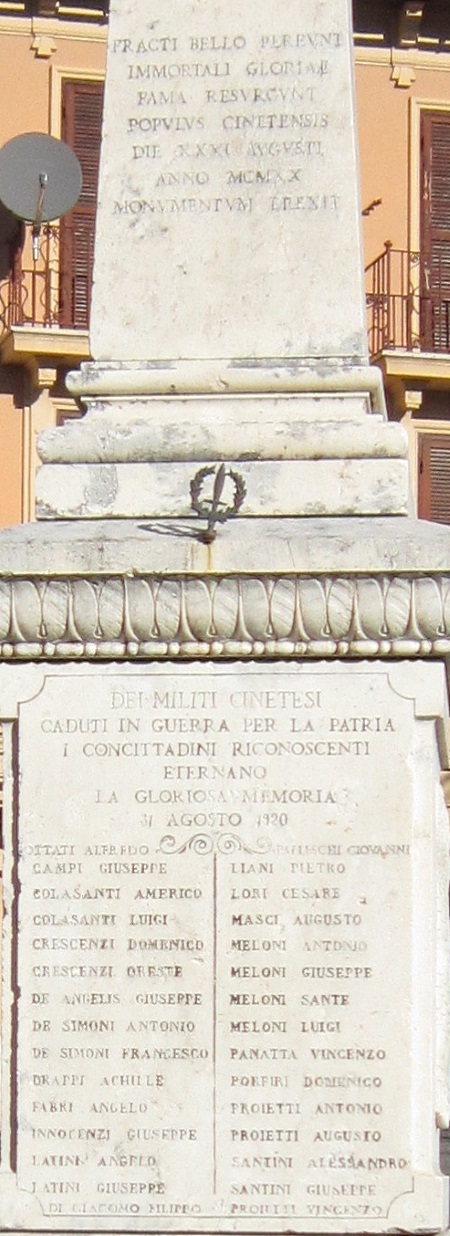 FRACTI BELLO PEREVNT
IMMORTALI GLORIAE
FAMA RESVRGVNT
POPVLVS CINETENSIS
DIE XXXI AVGVSTI
ANNO MCMXX
MONVMENTVM EREXIT
DEI MILITI CINETESI
CADUTI IN GUERRA PER LA PATRIA
I CONCITTADINI RICONOSCENTI
ETERNANO
LA GLORIOSA MEMORIA
31 AGOSTO 1920
OTTATI ALFREDO
CAMPI GIUSEPPE
COLASANTI AMERICO
COLASANTI LUIGI
CRESCENZI DOMENICO
CRESCENZI ORESTE
DE ANGELIS GIUSEPPE
DE SIMONI ANTONIO
DE SIMONI FRANCESCO
DRAPPI ACHILLE
FABRI ANGELO
INNOCENZI GIUSEPPE
LATINI ANGELO
LATINI GIUSEPPE
DI GIACOMO FILIPPO
GIOVANNI
LIANI PIETRO
LORI CESARE
MASCI AUGUSTO
MELONI ANTONIO
MELONI GIUSEPPE
MELONI SANTE
MELONI LUIGI
PANATTA VINCENZO
PORFIRI DOMENICO
PROIETTI ANTONIO
PROIETTI AUGUSTO
SANTINI ALESSANDRO
SANTINI GIUSEPPE
PROIETTI VINCENZO